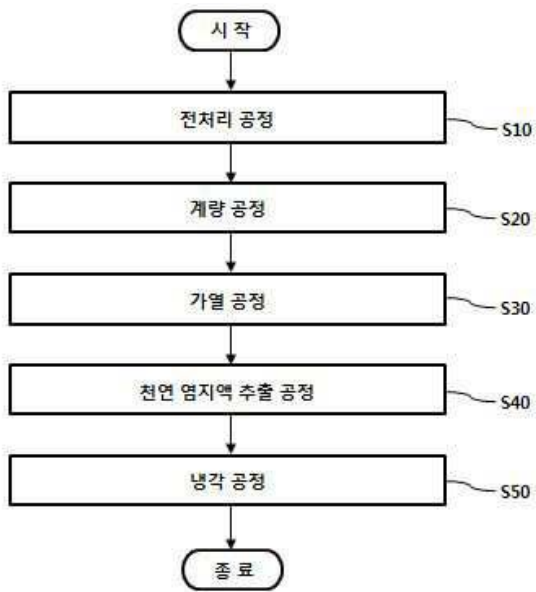 시 작
전처리 공정
S10
계량 공정
S20
가열 공정
S30
천연 염지액 추출 공정
S40
냉각 공정
S50
종 료